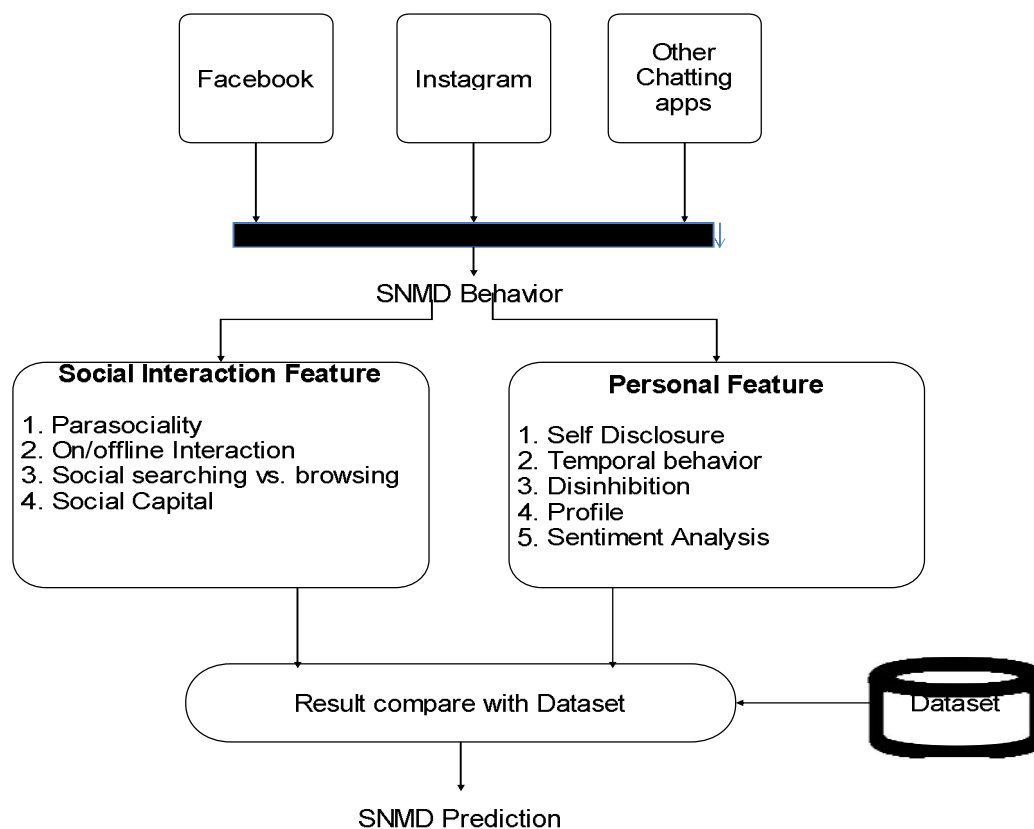 Facebook
Instagram
Other
Chatting
apps
SNMD Behavior
Social Interaction Feature
1. Parasociality
2. On/offline Interaction
3. Social searching vs. browsing
4. Social Capital
Personal Feature
1. Self Disclosure
2. Temporal behavior
3. Disinhibition
4. Profile
5. Sentiment Analysis
Result compare with Dataset
Dataset
SNMD Prediction